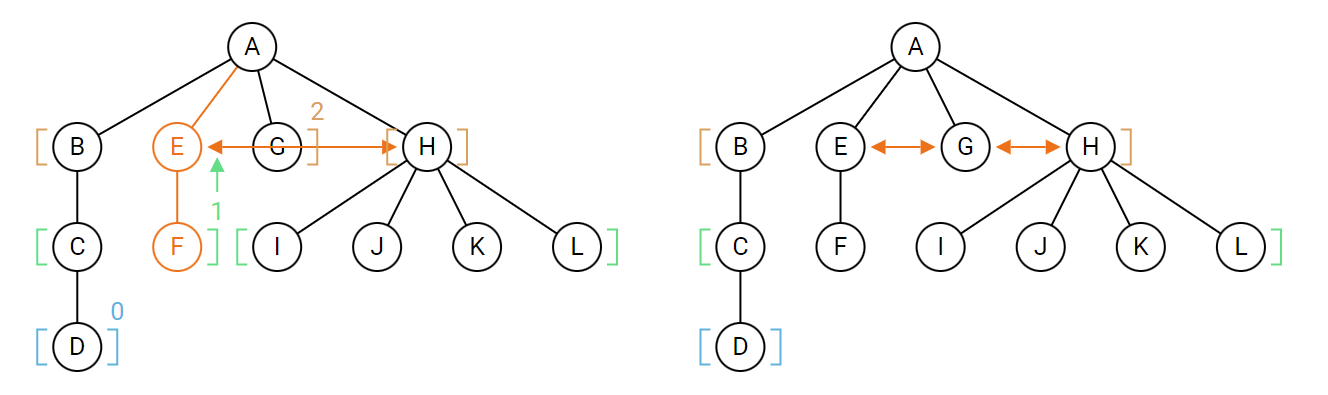 A A
2
B E G H B E G H
1
C F I J K L C F I J K L
0
D D